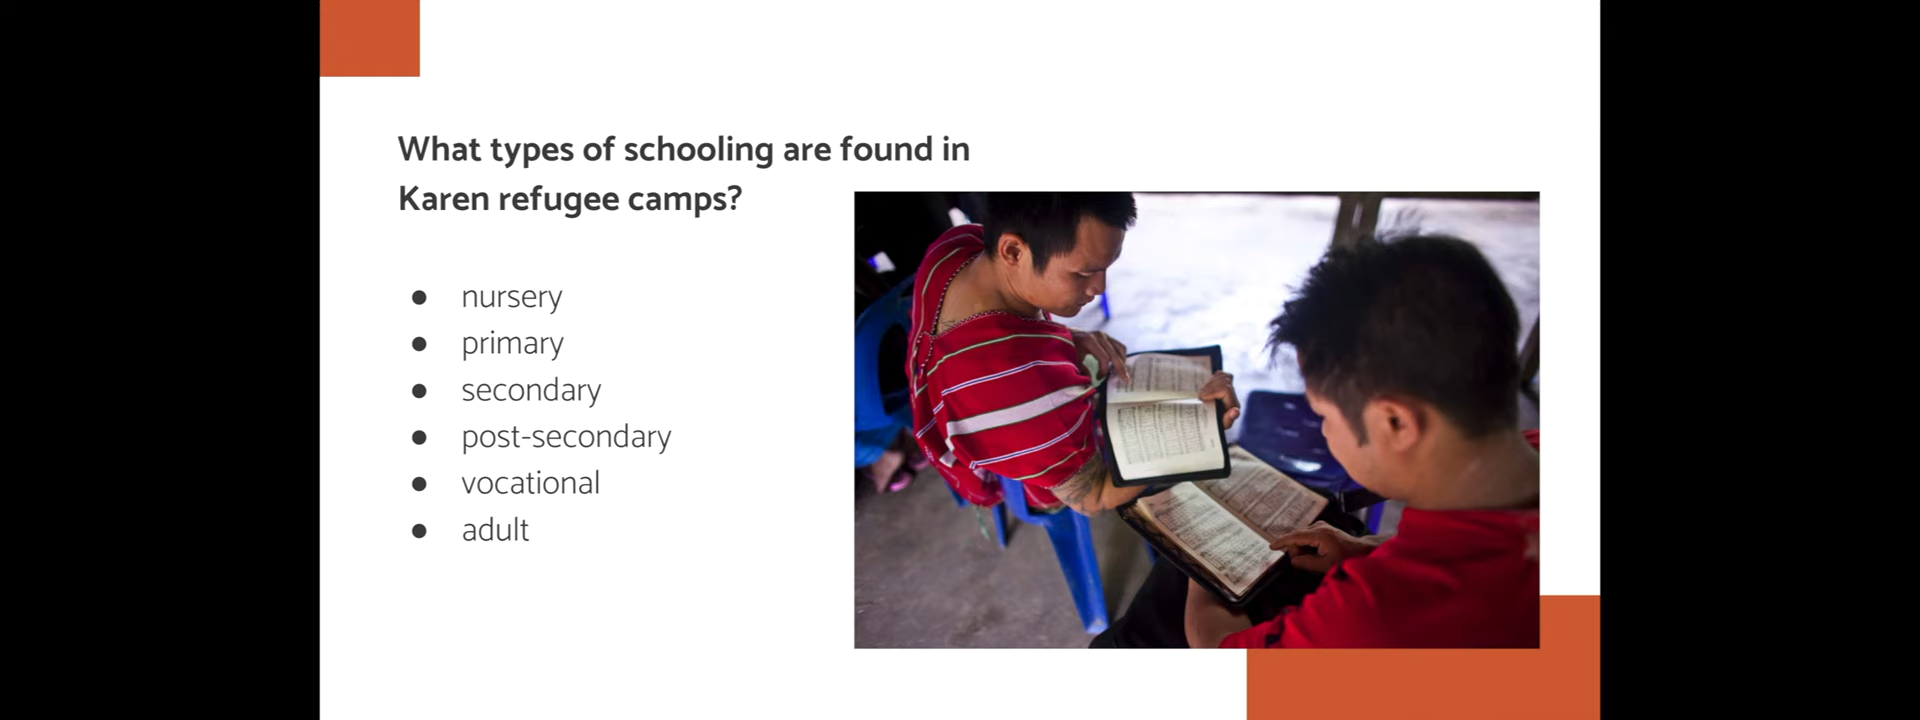 What types of schooling are found in
Karen refugee camps?
● nursery
● primary
● secondary
● post-secondary
● vocational
● adult